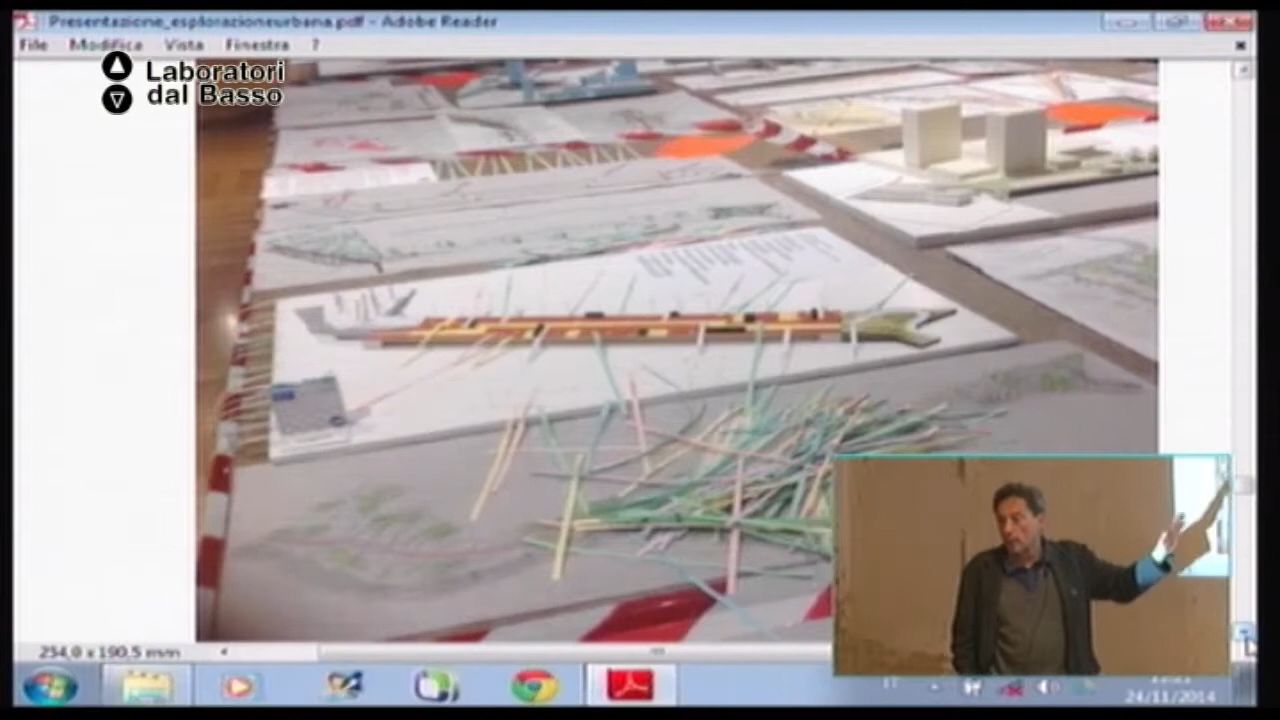 Presentazione_esplorazioneurbana.pdf - Adobe Reader
File Modifica Vista Finestra ?
Laboratori
dal Basso
254,0 x 190,5 mm
IT
24/11/2014